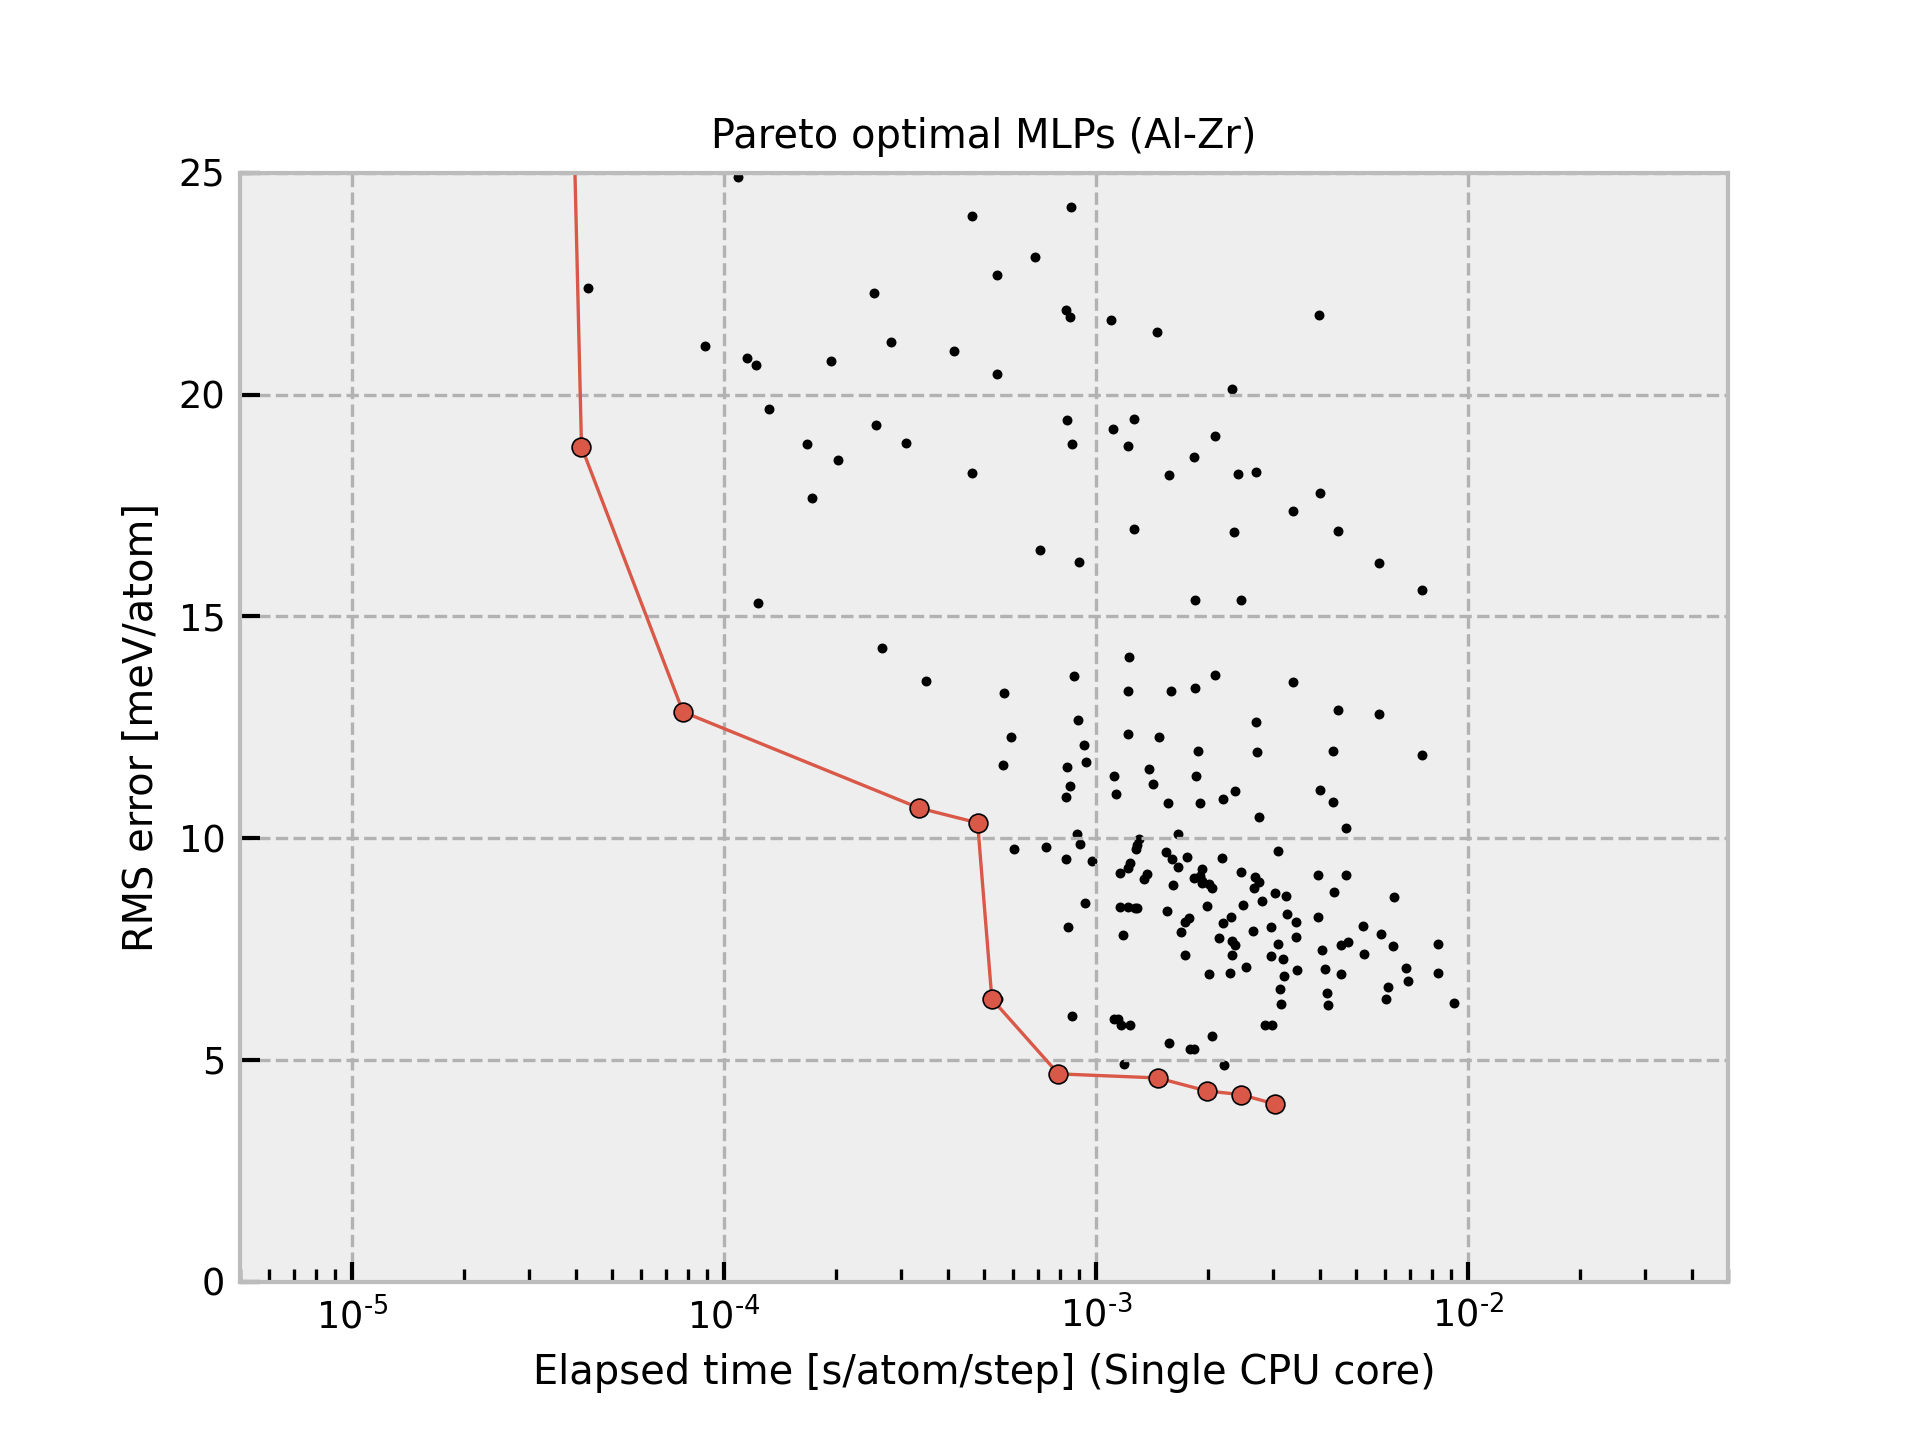 Pareto optimal MLPs (Al-Zr)
RMS error [meV/atom]
25
20
15
10
5
0
10-5 10-4 10-3 10-2
Elapsed time [s/atom/step] (Single CPU core)